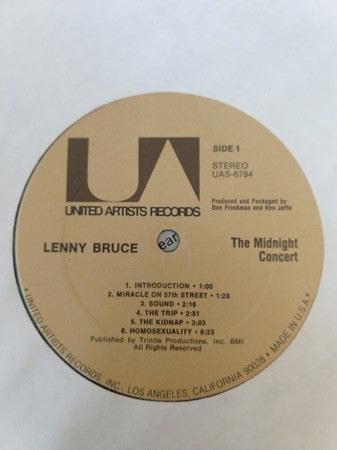 UA
SIDE 1
STEREO
UAS-6794
UNITED ARTISTS RECORDS
Produced and Packaged by
Don Friedman and Ken Joffe
LENNY BRUCE
ear
The Midnight
Concert
1. INTRODUCTION • 1:00
2. MIRACLE ON 57th STREET • 1:28
3. SOUND • 2:16
4. THE TRIP • 2:51
5. THE KIDNAP • 3:03
6. HOMOSEXUALITY • 6:23
Published by Trinita Productions, Inc. BMI
All Rights Reserved
• UNITED ARTISTS RECORDS, INC., LOS ANGELES, CALIFORNIA 90028 • MADE IN U.S.A.